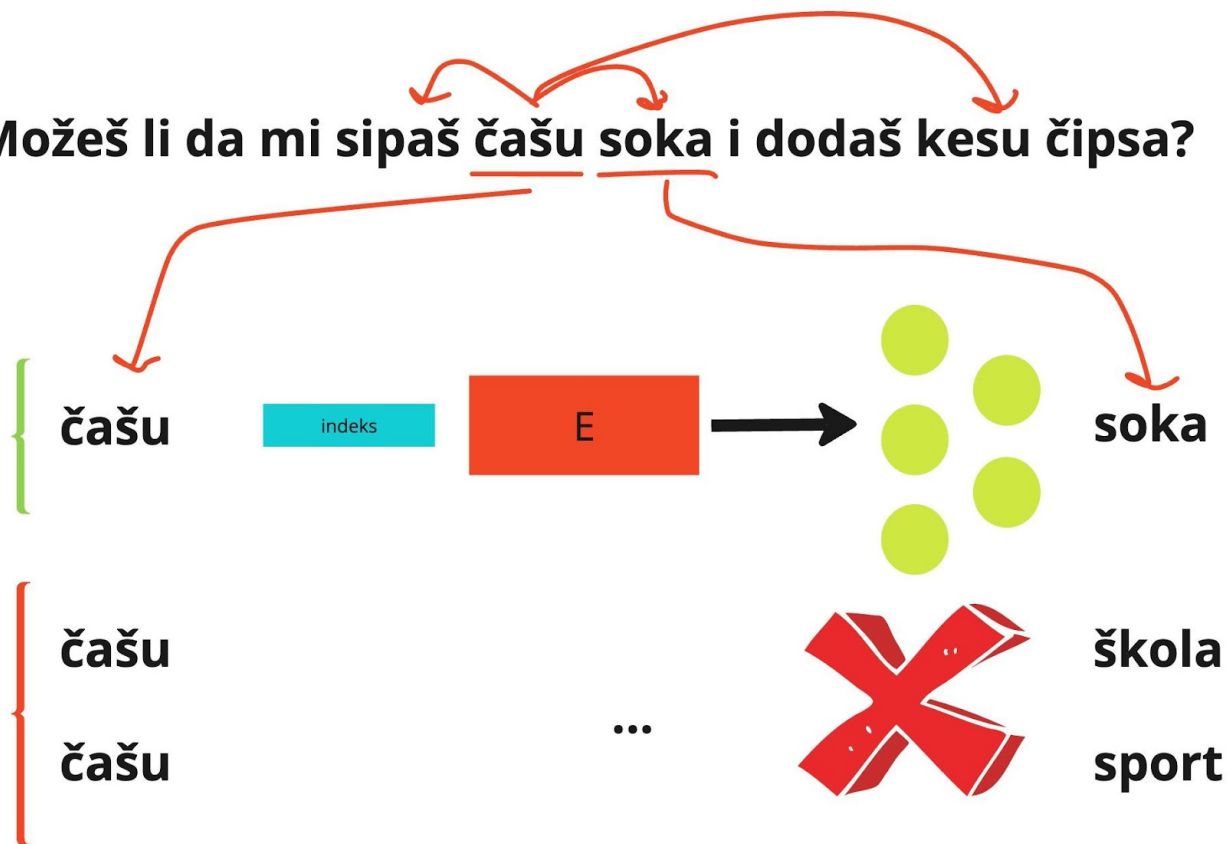 Možeš li da mi sipaš čašu soka i dodaš kesu čipsa?
čašu indeks E soka
čašu škola
...
čašu sport